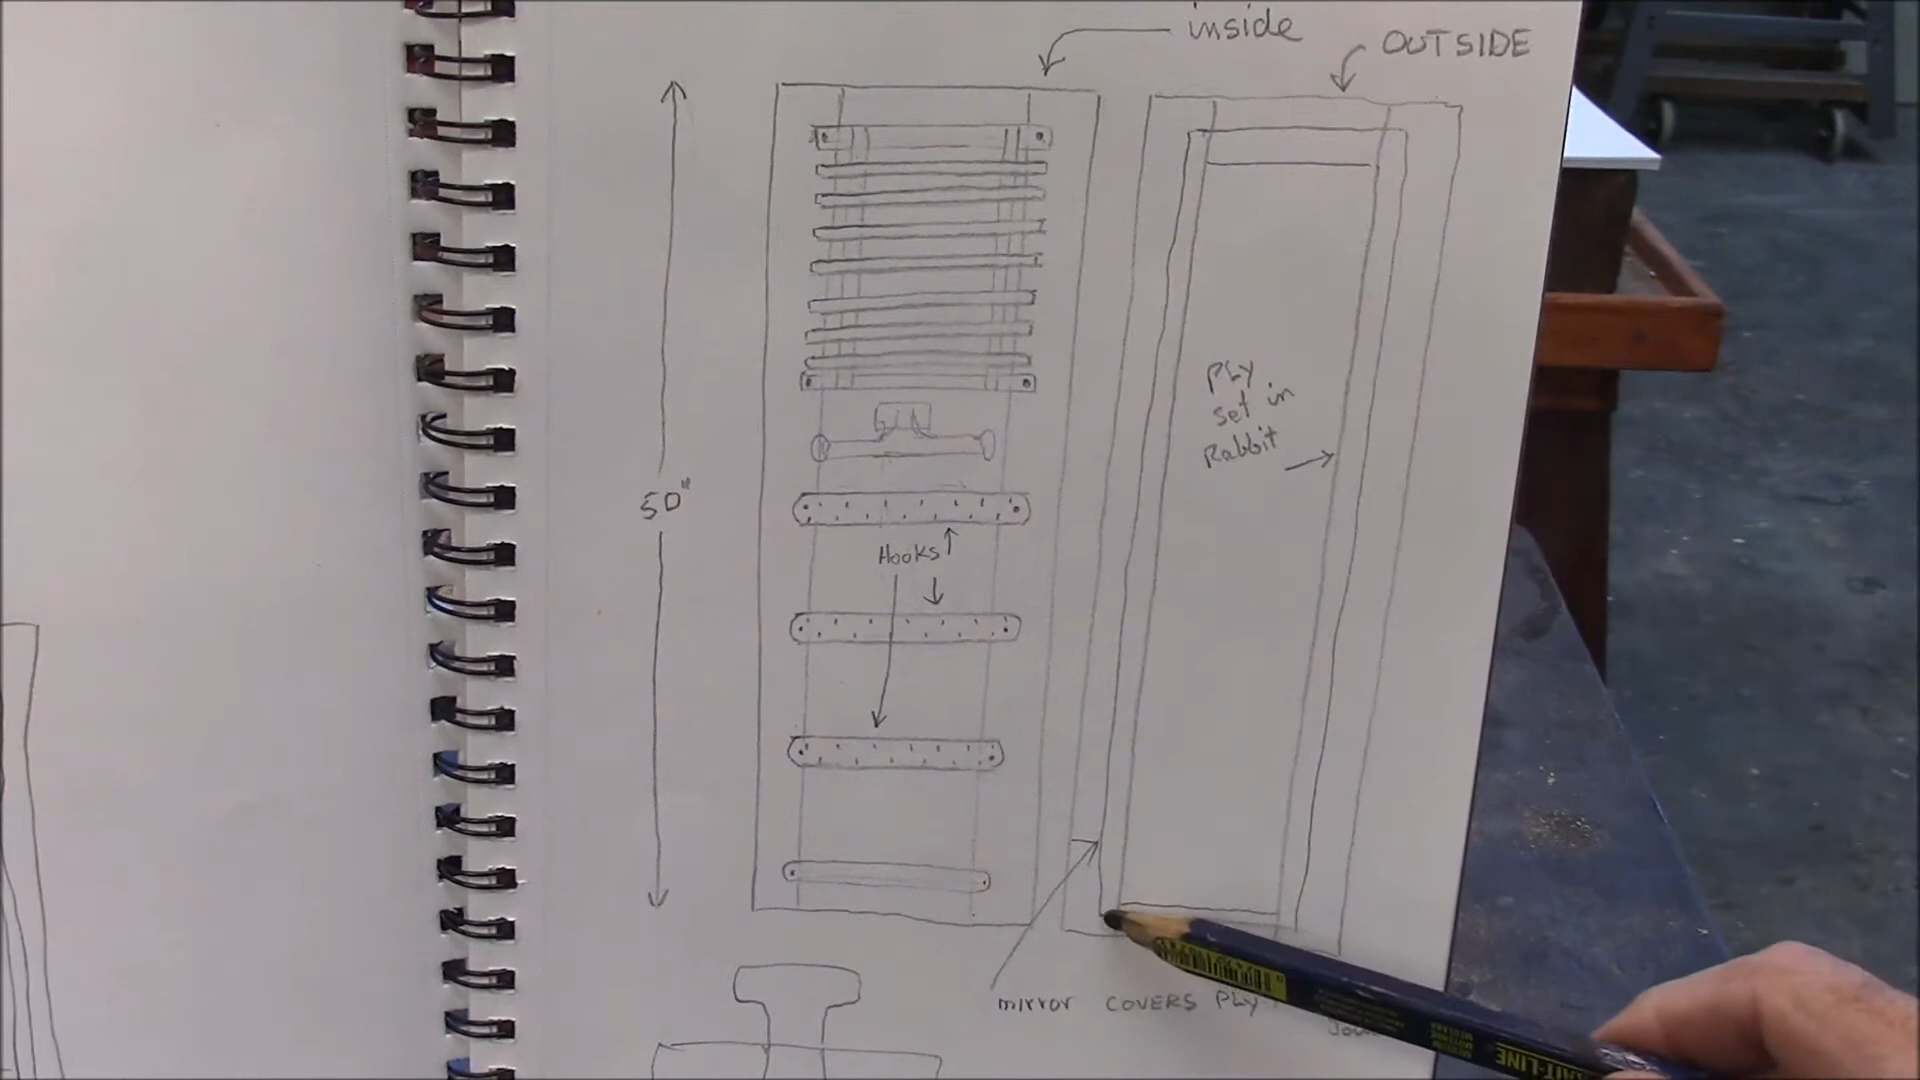 inside
OUTSIDE
50"
Ply
set in
Rabbit
Hooks
mirror COVERS PLY